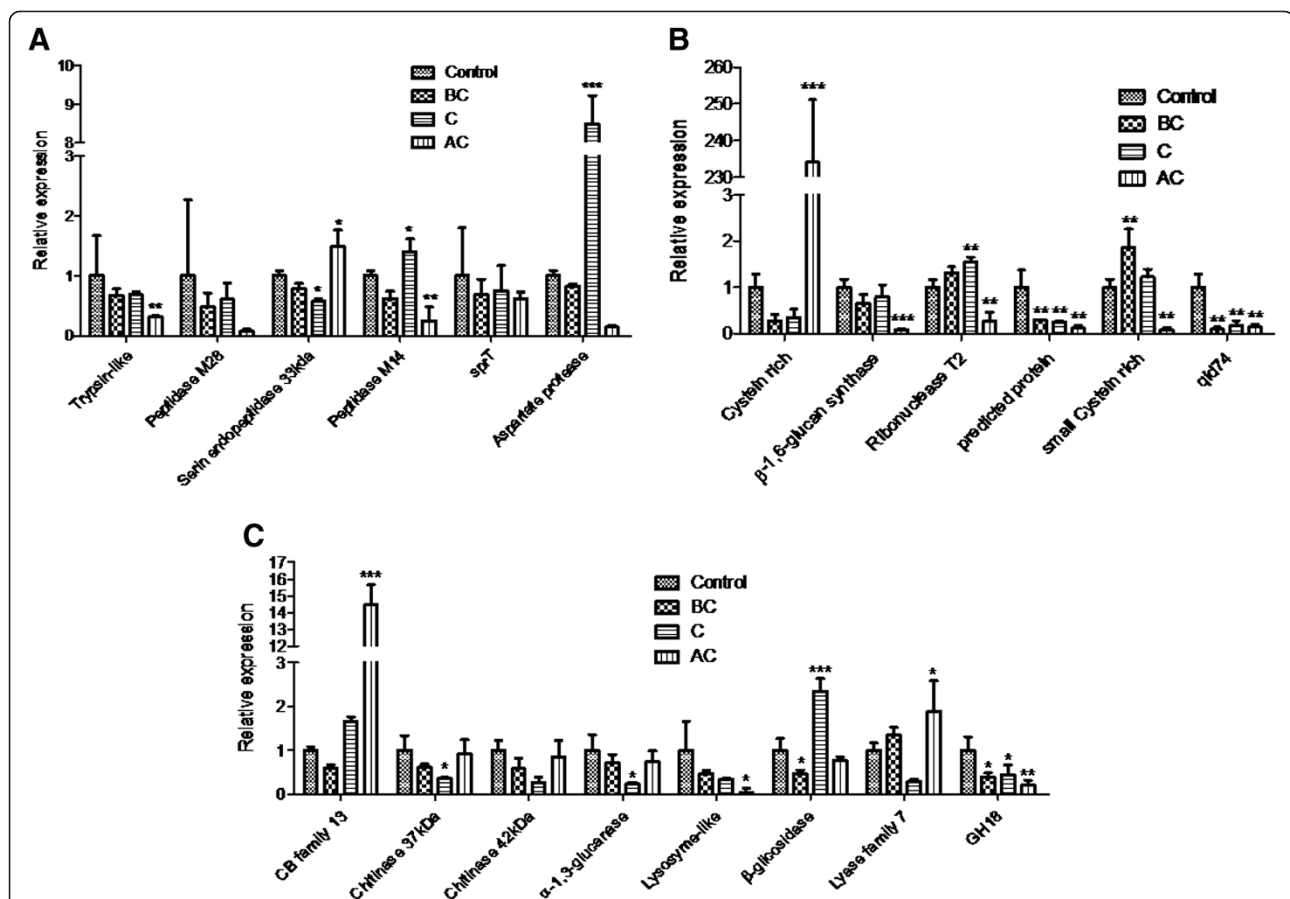 A
10
9
8
3
2
1
0
Relative expression
Control
BC
C
AC
**
*
*
*
**
***
Trypsin-like
Peptidase M28
Serin endopeptidase 33kda
Peptidase M14
sprT
Aspartate protease
B
260
250
240
230
3
2
1
0
Relative expression
Control
BC
C
AC
***
***
**
**
** ** **
**
**
** ** **
Cystein rich
β-1,6-glucan synthase
Ribonuclease T2
predicted protein
small Cystein rich
qid74
C
17
16
15
14
13
12
3
2
1
0
Relative expression
Control
BC
C
AC
***
*
*
*
*
***
*
* * **
CB family 13
Chitinase 37kDa
Chitinase 42kDa
α-1,3-glucanase
Lysosyme-like
β-glicosidase
Lyase family 7
GH18